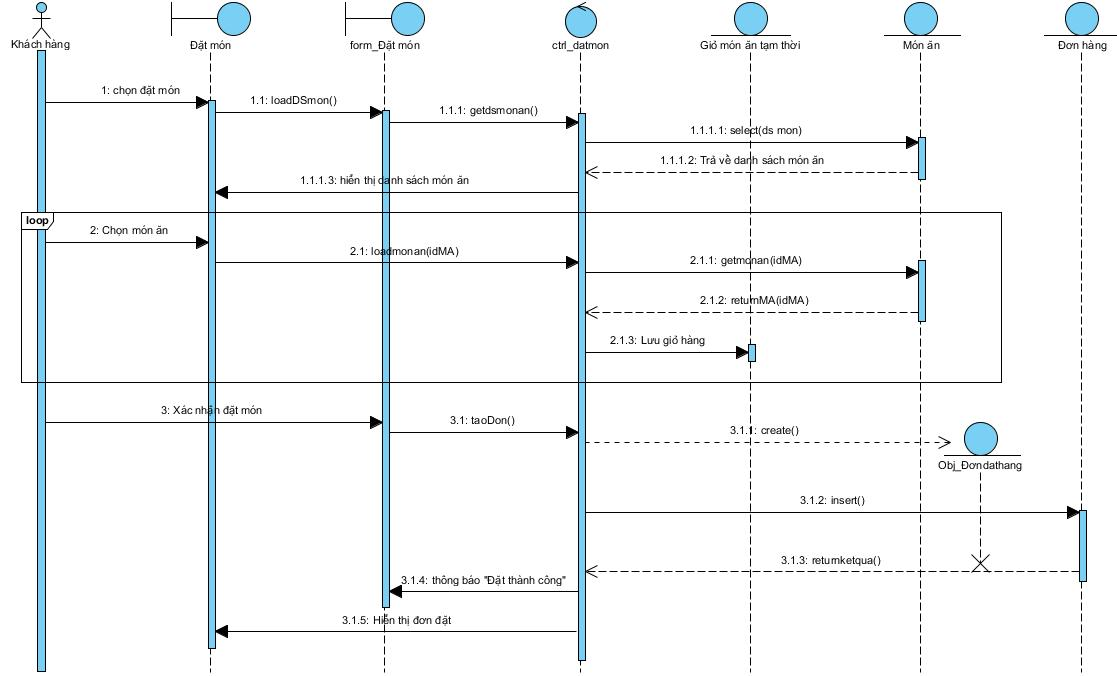 Khách hàng
Đặt món
form_Đặt món
ctrl_datmon
Giỏ món ăn tạm thời
Món ăn
Đơn hàng
1: chọn đặt món
1.1: loadDSmon()
1.1.1: getdsmonan()
1.1.1.1: select(ds mon)
1.1.1.2: Trả về danh sách món ăn
1.1.1.3: hiển thị danh sách món ăn
loop
2: Chọn món ăn
2.1: loadmonan(idMA)
2.1.1: getmonan(idMA)
2.1.2: returnMA(idMA)
2.1.3: Lưu giỏ hàng
3: Xác nhận đặt món
3.1: taoDon()
3.1.1: create()
Obj_Đơndathang
3.1.2: insert()
3.1.3: returnketqua()
3.1.4: thông báo "Đặt thành công"
3.1.5: Hiển thị đơn đặt